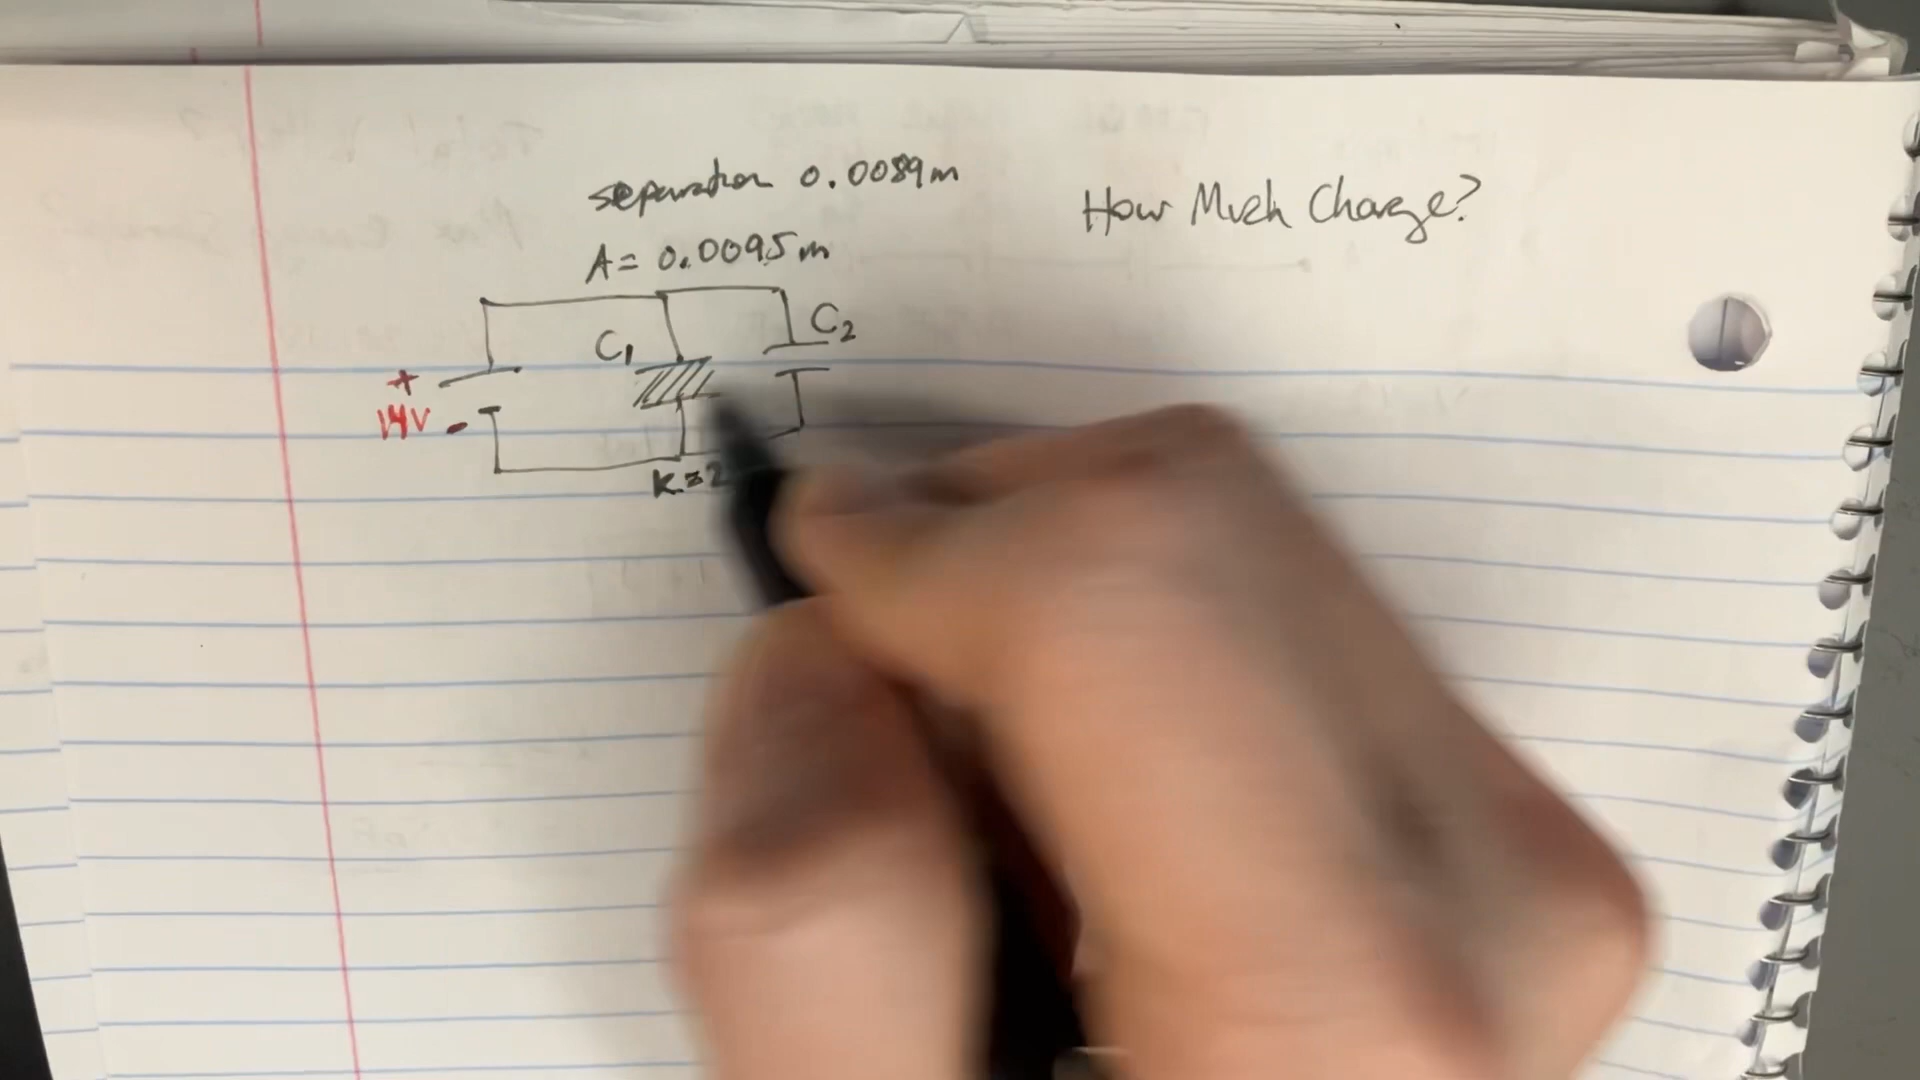 separation 0.0089m
How Much Charge?
A = 0.0095m
C₁
C₂
+
14V -
K = 2